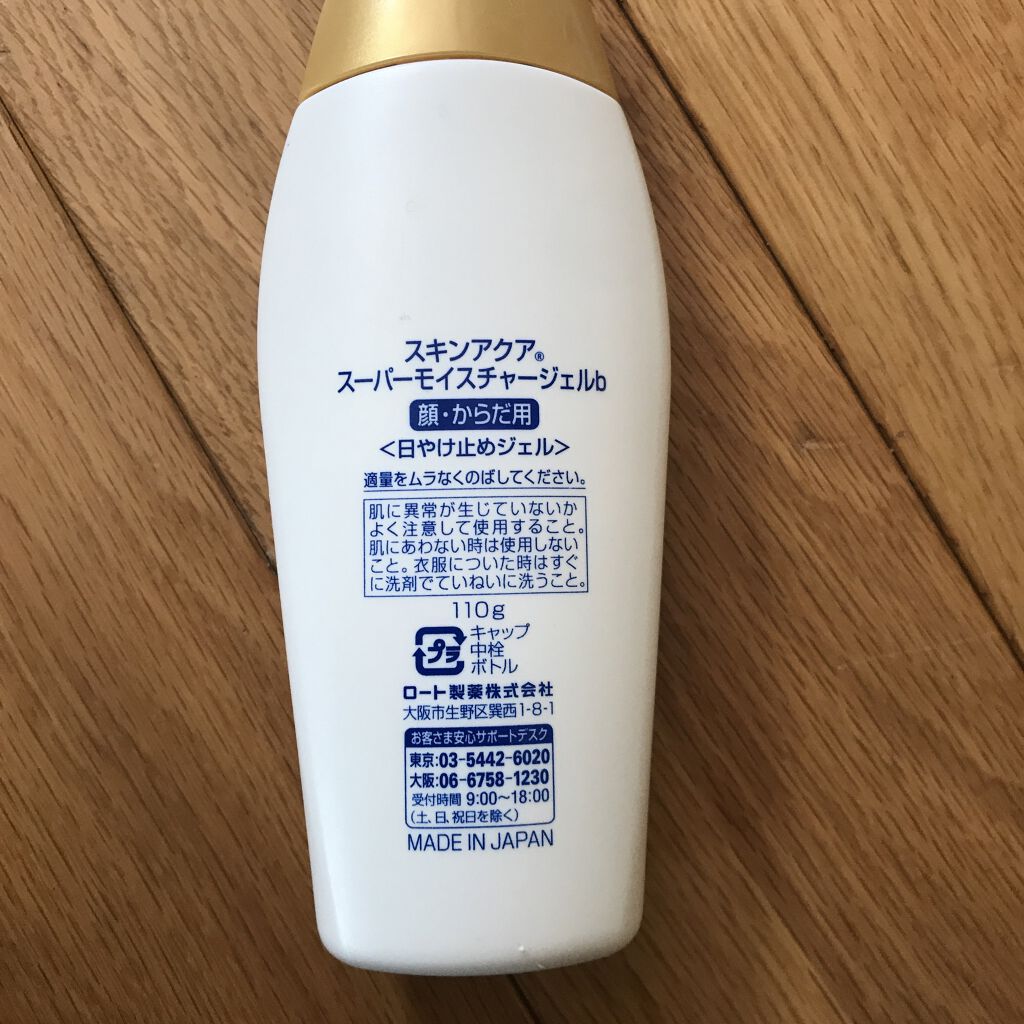 スキンアクア®
スーパーモイスチャージェルb
顔・からだ用
<日やけ止めジェル>
適量をムラなくのばしてください。
肌に異常が生じていないか
よく注意して使用すること。
肌にあわない時は使用しない
こと。衣服についた時はすぐ
に洗剤でていねいに洗うこと。
110g
プラ
キャップ
中栓
ボトル
ロート製薬株式会社
大阪市生野区巽西1-8-1
お客さま安心サポートデスク
東京:03-5442-6020
大阪:06-6758-1230
受付時間 9:00〜18:00
(土、日、祝日を除く)
MADE IN JAPAN